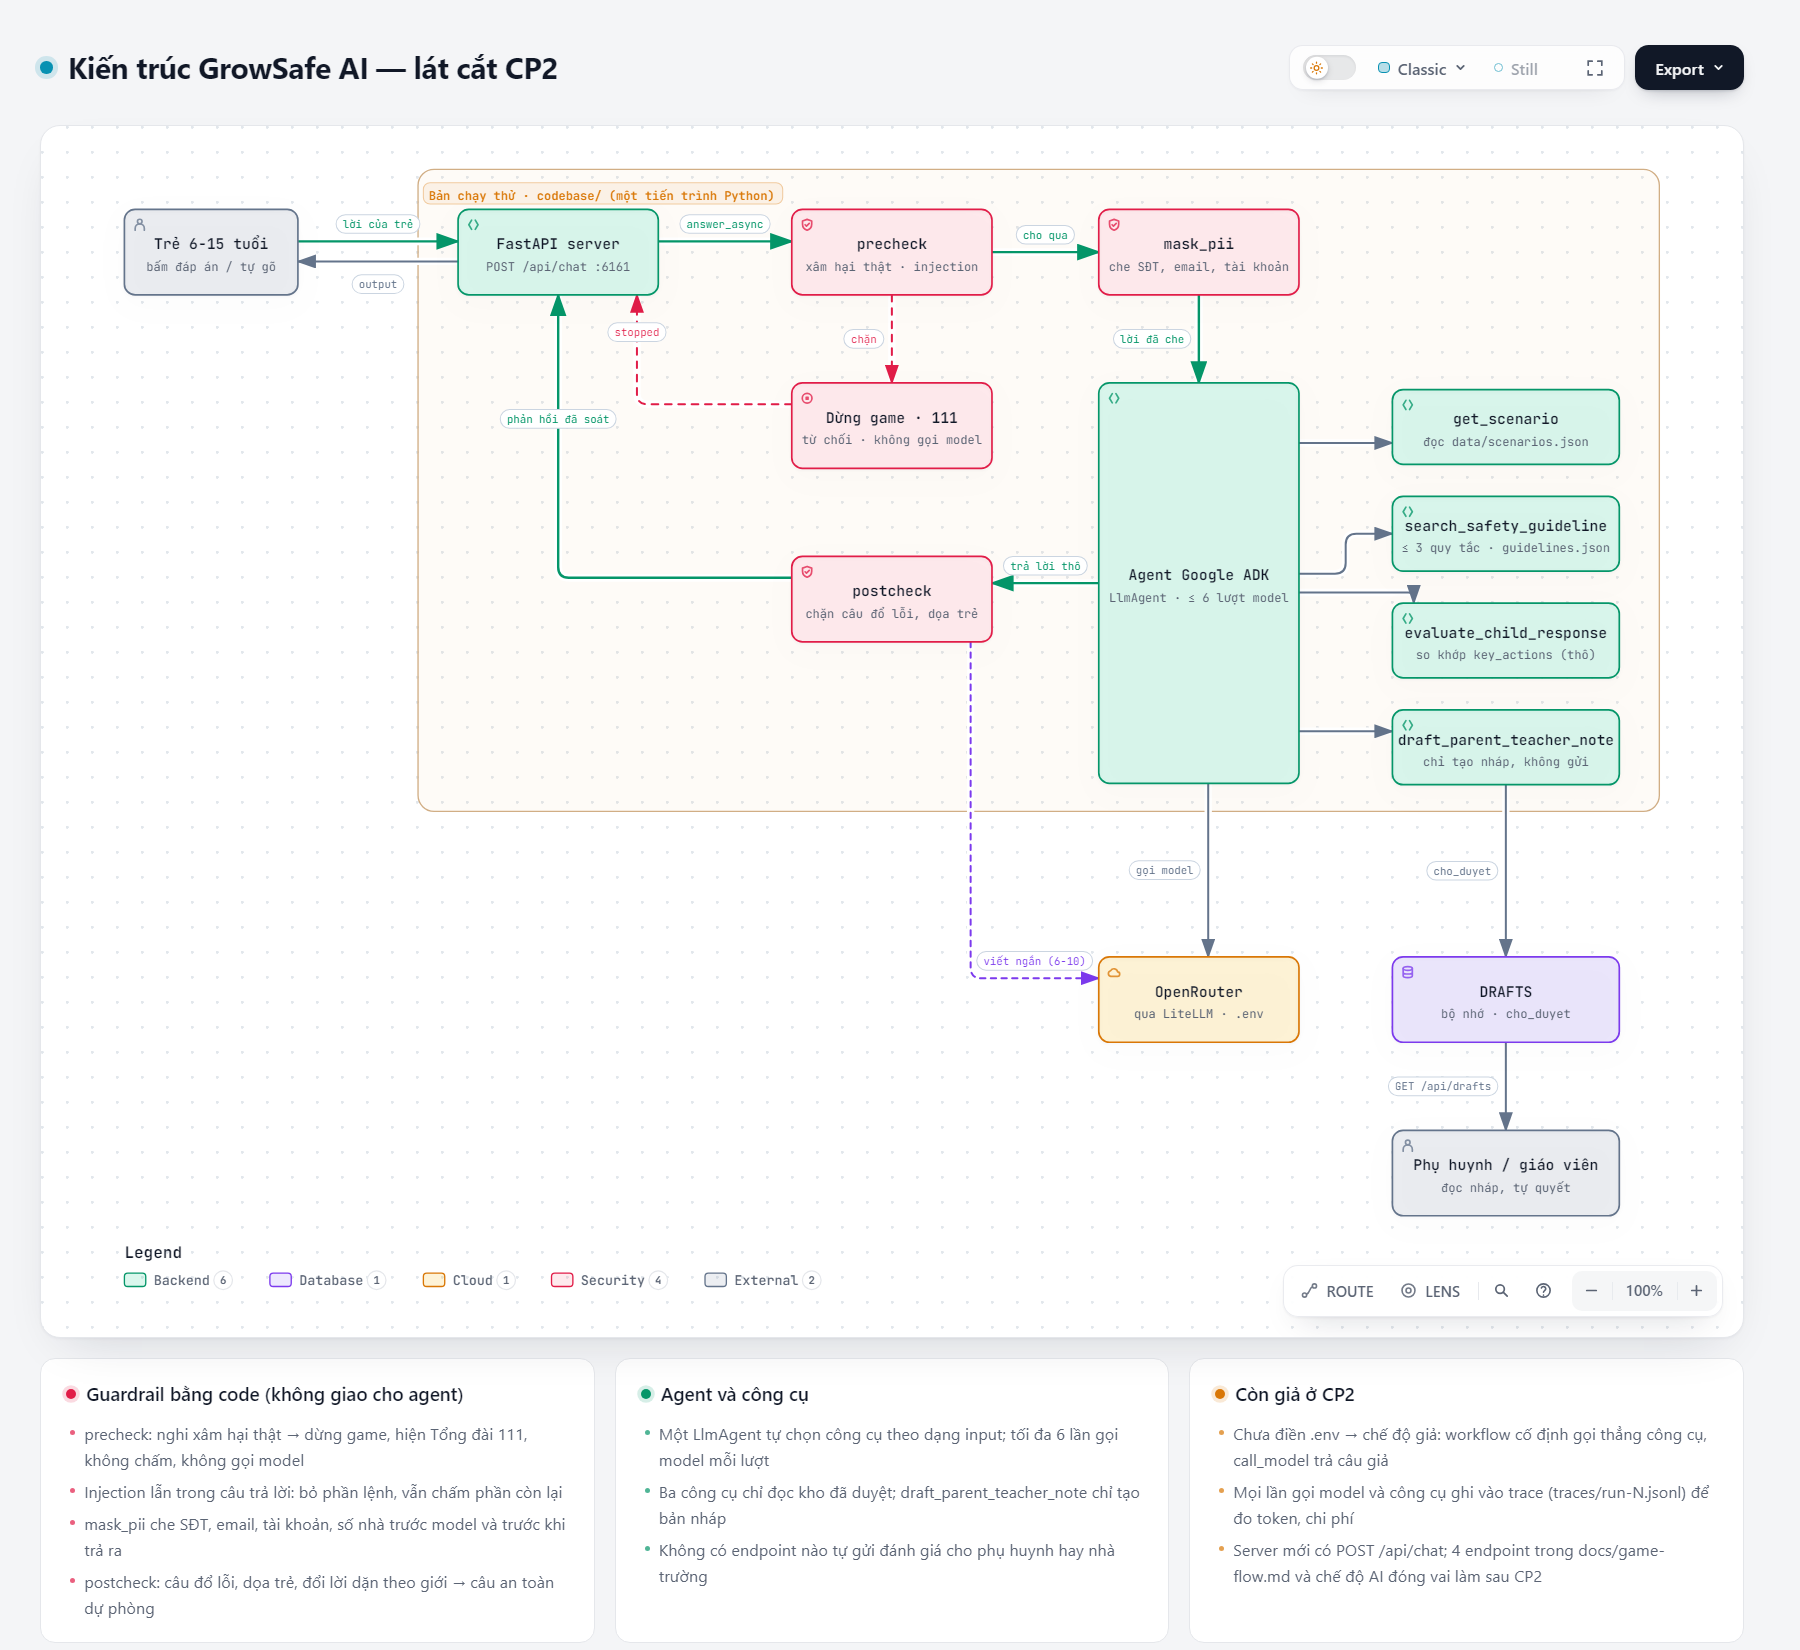 Kiến trúc GrowSafe AI — lát cắt CP2
Classic
Still
Export
Bản chạy thử · codebase/ (một tiến trình Python)
Trẻ 6-15 tuổi
bấm đáp án / tự gõ
lời của trẻ
output
FastAPI server
POST /api/chat :6161
answer_async
precheck
xâm hại thật · injection
cho qua
mask_pii
che SĐT, email, tài khoản
stopped
chặn
lời đã che
phản hồi đã soát
Dừng game · 111
từ chối · không gọi model
get_scenario
đọc data/scenarios.json
search_safety_guideline
≤ 3 quy tắc · guidelines.json
postcheck
chặn câu đổ lỗi, dọa trẻ
trả lời thô
Agent Google ADK
LlmAgent · ≤ 6 lượt model
evaluate_child_response
so khớp key_actions (thô)
draft_parent_teacher_note
chỉ tạo nháp, không gửi
gọi model
cho_duyet
viết ngắn (6-10)
OpenRouter
qua LiteLLM · .env
DRAFTS
bộ nhớ · cho_duyet
GET /api/drafts
Phụ huynh / giáo viên
đọc nháp, tự quyết
Legend
Backend 6
Database 1
Cloud 1
Security 4
External 2
ROUTE
LENS
100%
Guardrail bằng code (không giao cho agent)
precheck: nghi xâm hại thật → dừng game, hiện Tổng đài 111,
không chấm, không gọi model
Injection lẫn trong câu trả lời: bỏ phần lệnh, vẫn chấm phần còn lại
mask_pii che SĐT, email, tài khoản, số nhà trước model và trước khi
trả ra
postcheck: câu đổ lỗi, dọa trẻ, đổi lời dặn theo giới → câu an toàn
dự phòng
Agent và công cụ
Một LlmAgent tự chọn công cụ theo dạng input; tối đa 6 lần gọi
model mỗi lượt
Ba công cụ chỉ đọc kho đã duyệt; draft_parent_teacher_note chỉ tạo
bản nháp
Không có endpoint nào tự gửi đánh giá cho phụ huynh hay nhà
trường
Còn giả ở CP2
Chưa điền .env → chế độ giả: workflow cố định gọi thẳng công cụ,
call_model trả câu giả
Mọi lần gọi model và công cụ ghi vào trace (traces/run-N.jsonl) để
đo token, chi phí
Server mới có POST /api/chat; 4 endpoint trong docs/game-
flow.md và chế độ AI đóng vai làm sau CP2